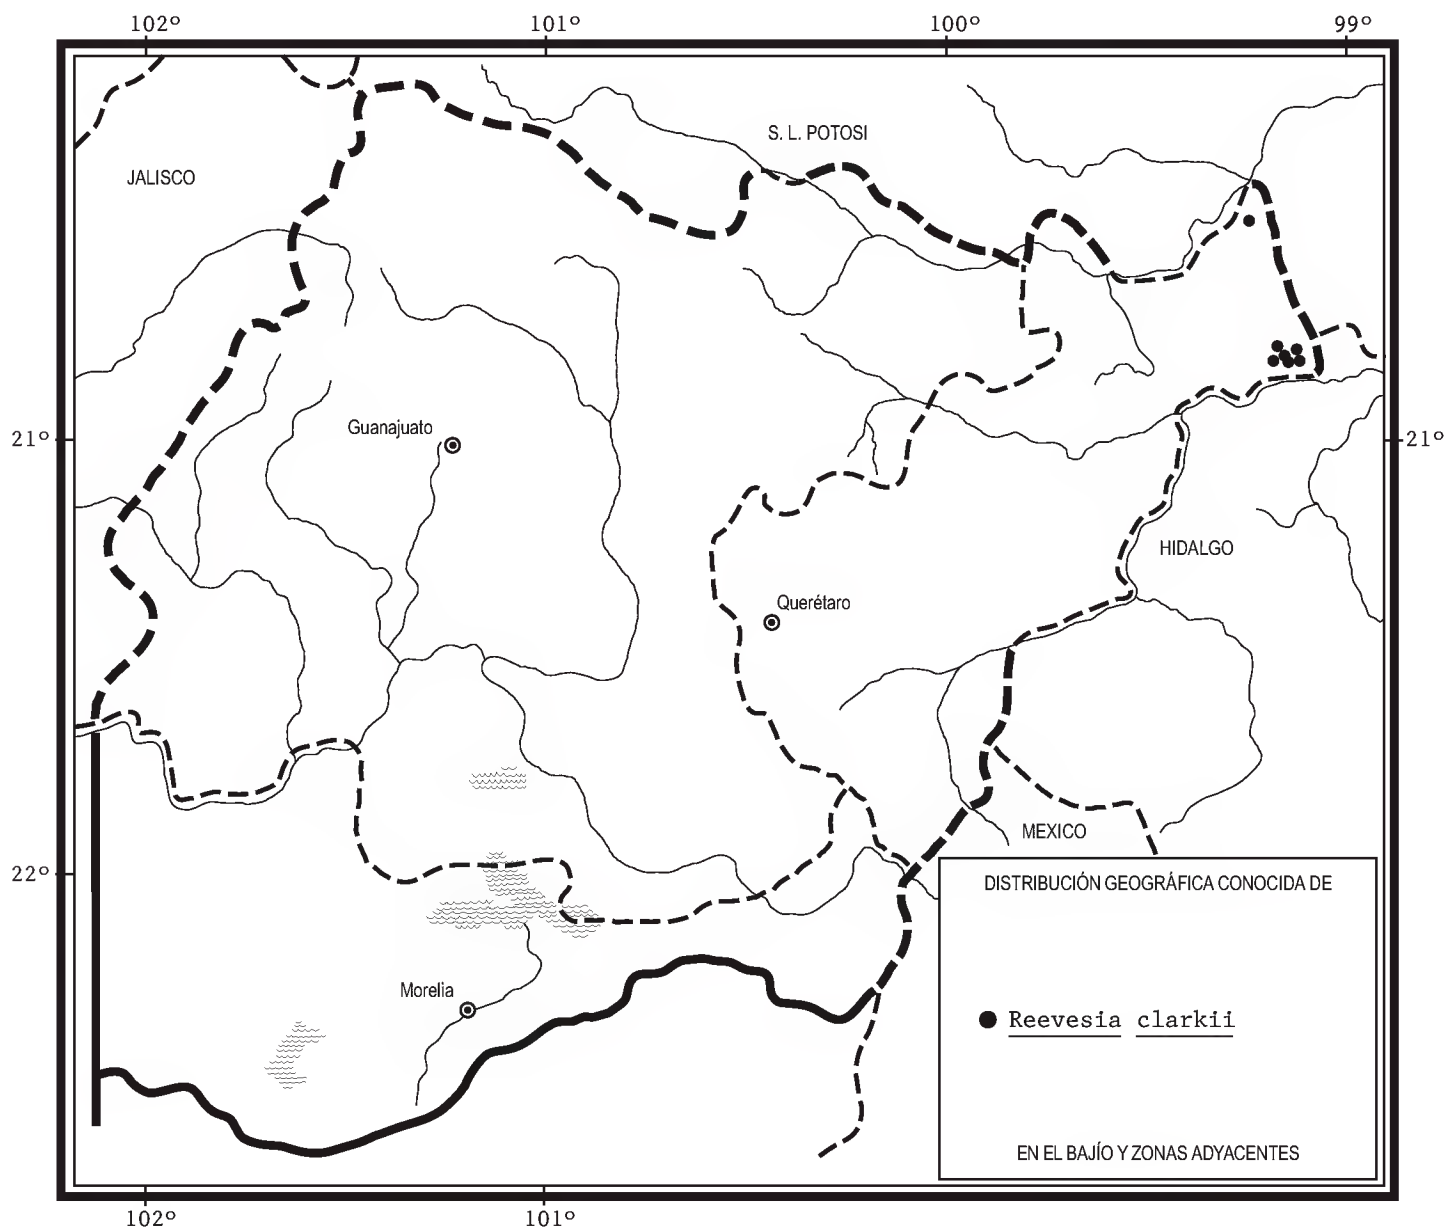 102º 101º 100º 99º
S. L. POTOSI
JALISCO
Guanajuato
21º 21º
HIDALGO
Querétaro
MEXICO
22º
DISTRIBUCIÓN GEOGRÁFICA CONOCIDA DE
Morelia
Reevesia clarkii
EN EL BAJÍO Y ZONAS ADYACENTES
102º 101º